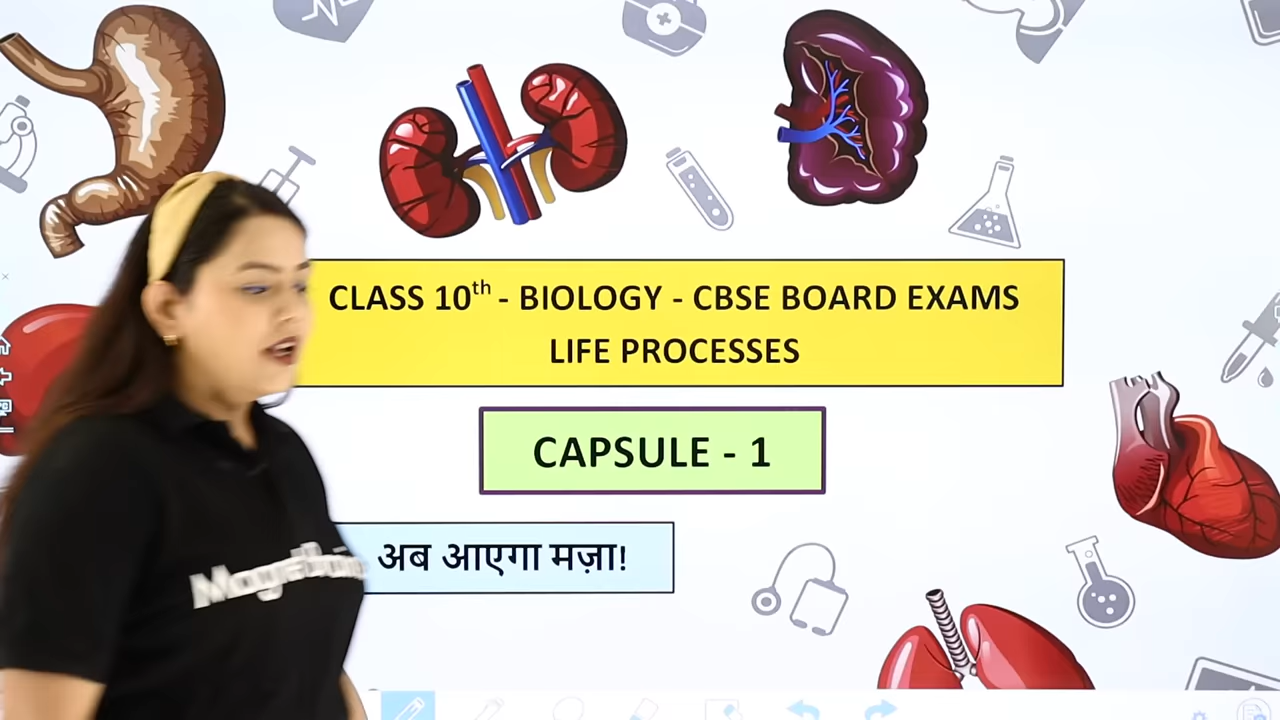 CLASS 10th - BIOLOGY - CBSE BOARD EXAMS
LIFE PROCESSES
CAPSULE - 1
अब आएगा मज़ा!